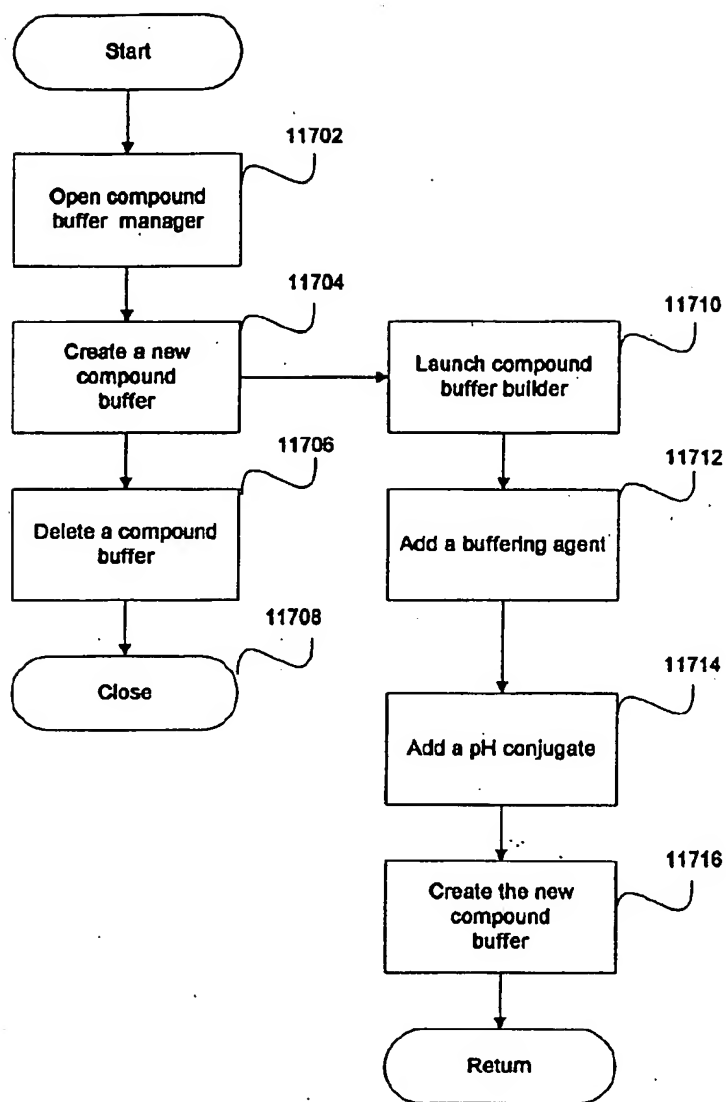 Start
11702
Open compound
buffer manager
11704
Create a new
compound
buffer
11706
Delete a compound
buffer
11708
Close
11710
Launch compound
buffer builder
11712
Add a buffering agent
11714
Add a pH conjugate
11716
Create the new
compound
buffer
Return